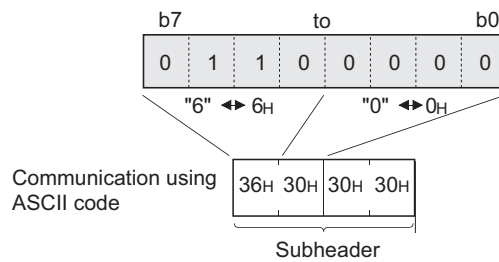 b7 to b0
0 1 1 0 0 0 0 0
"6" ↔ 6H "0" ↔ 0H
Communication using
ASCII code
36H 30H 30H 30H
Subheader